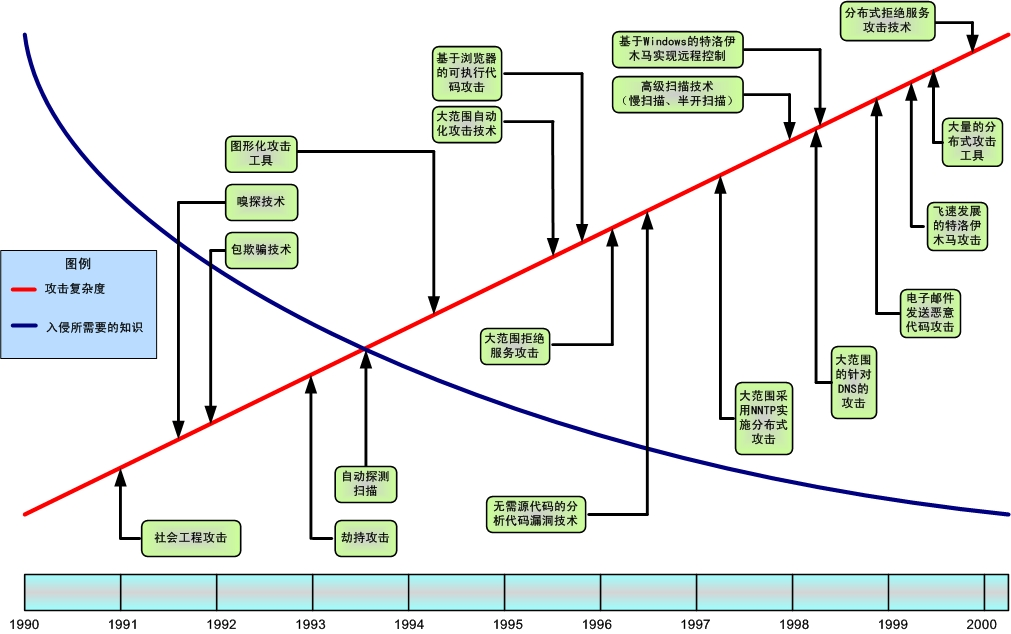 分布式拒绝服务
攻击技术
基于Windows的特洛伊
木马实现远程控制
高级扫描技术
(慢扫描、半开扫描)
基于浏览器
的可执行代
码攻击
大范围自动
化攻击技术
图形化攻击
工具
嗅探技术
包欺骗技术
大量的分
布式攻击
工具
飞速发展
的特洛伊
木马攻击
电子邮件
发送恶意
代码攻击
大范围
的针对
DNS的
攻击
大范围采
用NNTP实
施分布式
攻击
大范围拒绝
服务攻击
无需源代码的分
析代码漏洞技术
自动探测
扫描
劫持攻击
社会工程攻击
图例
攻击复杂度
入侵所需要的知识
1990 1991 1992 1993 1994 1995 1996 1997 1998 1999 2000